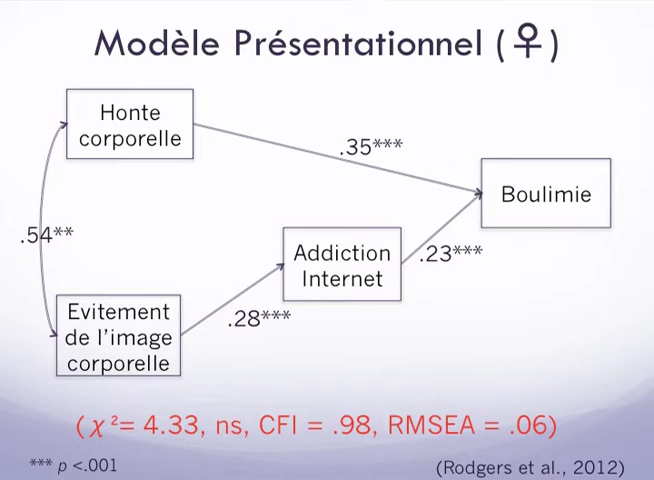 Modèle Présentationnel (♀)
Honte
corporelle
.35***
Boulimie
.54**
Addiction
Internet
.23***
.28***
Evitement
de l'image
corporelle
(χ²= 4.33, ns, CFI = .98, RMSEA = .06)
*** p <.001
(Rodgers et al., 2012)